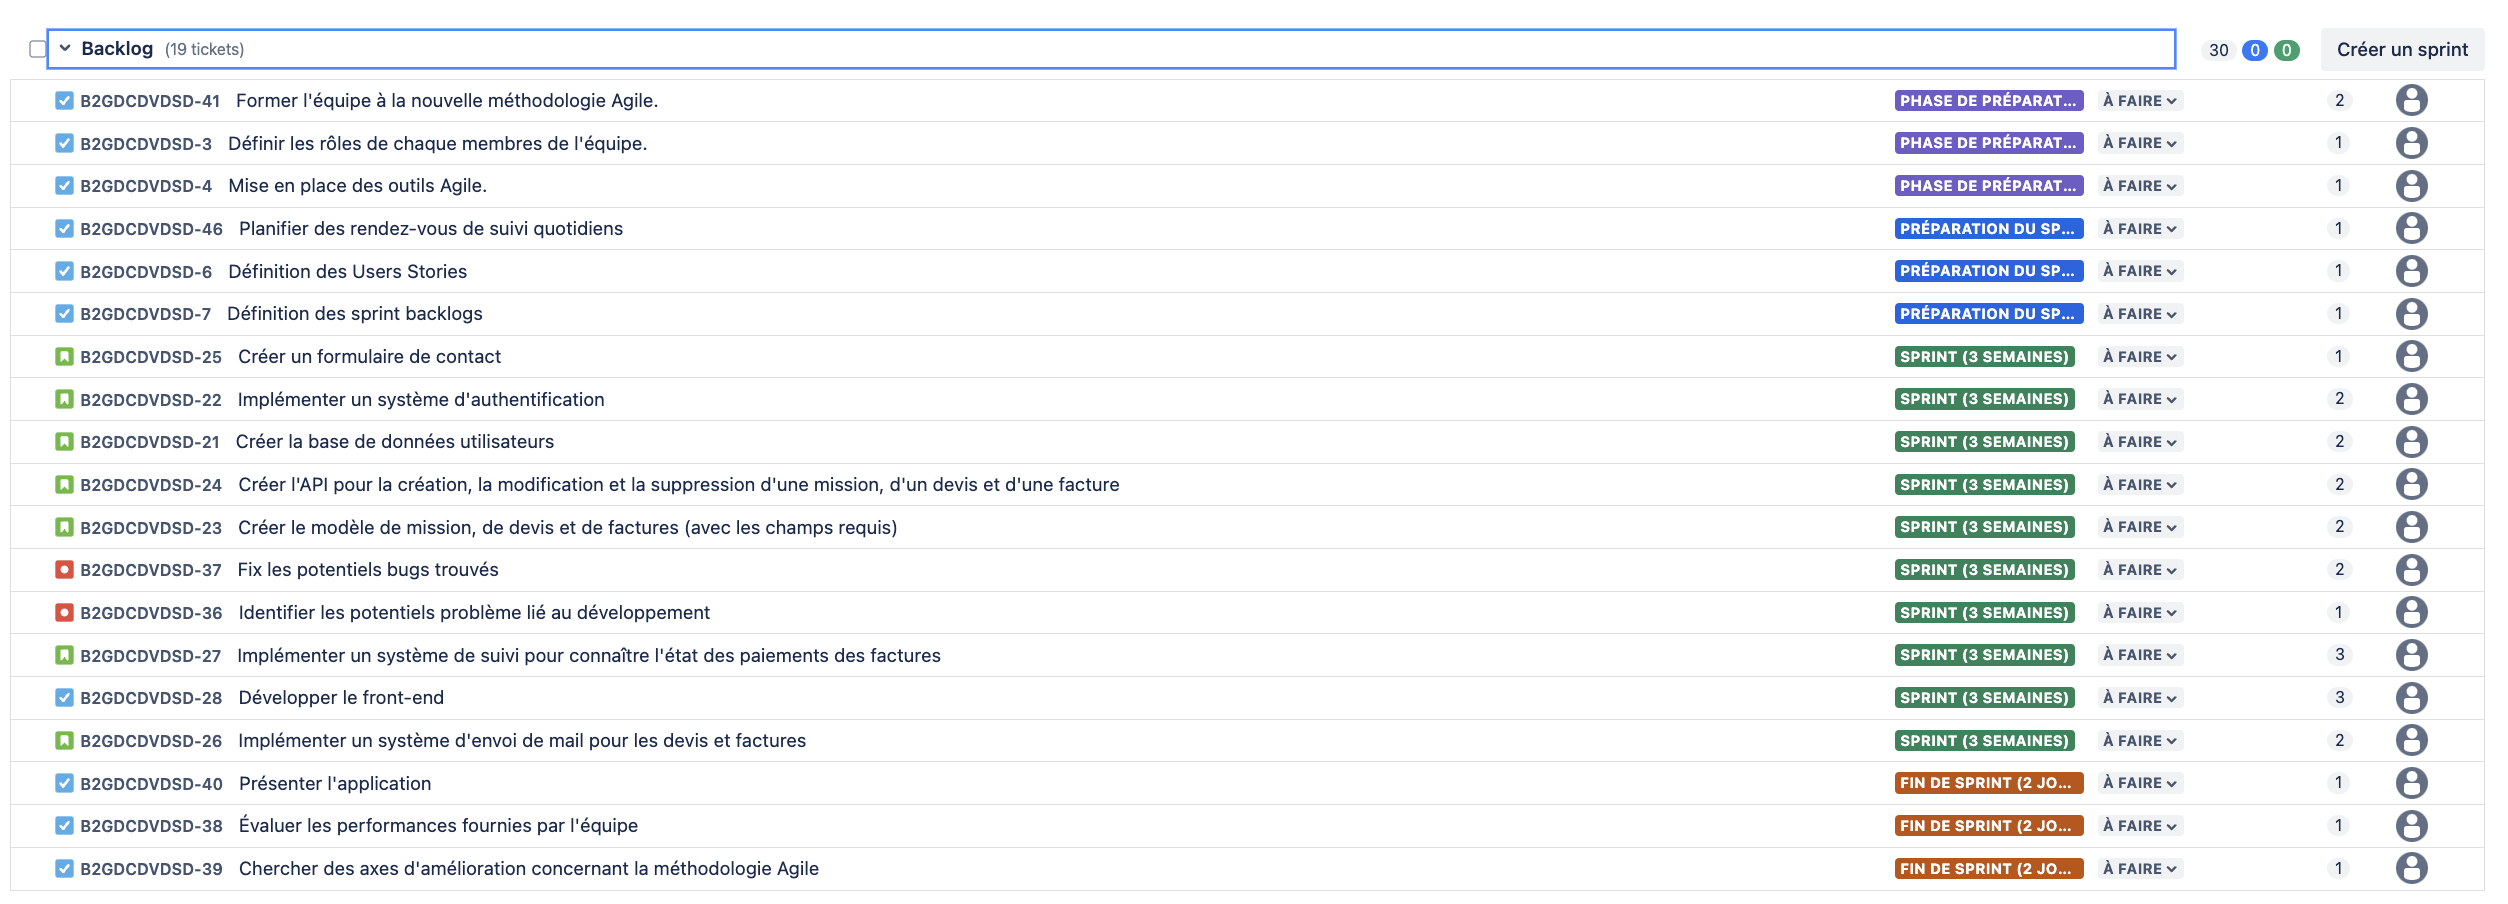 Backlog (19 tickets) 30 0 0 Créer un sprint
B2GDCDVDSD-41 Former l'équipe à la nouvelle méthodologie Agile. PHASE DE PRÉPARAT... À FAIRE 2
B2GDCDVDSD-3 Définir les rôles de chaque membres de l'équipe. PHASE DE PRÉPARAT... À FAIRE 1
B2GDCDVDSD-4 Mise en place des outils Agile. PHASE DE PRÉPARAT... À FAIRE 1
B2GDCDVDSD-46 Planifier des rendez-vous de suivi quotidiens PRÉPARATION DU SP... À FAIRE 1
B2GDCDVDSD-6 Définition des Users Stories PRÉPARATION DU SP... À FAIRE 1
B2GDCDVDSD-7 Définition des sprint backlogs PRÉPARATION DU SP... À FAIRE 1
B2GDCDVDSD-25 Créer un formulaire de contact SPRINT (3 SEMAINES) À FAIRE 1
B2GDCDVDSD-22 Implémenter un système d'authentification SPRINT (3 SEMAINES) À FAIRE 2
B2GDCDVDSD-21 Créer la base de données utilisateurs SPRINT (3 SEMAINES) À FAIRE 2
B2GDCDVDSD-24 Créer l'API pour la création, la modification et la suppression d'une mission, d'un devis et d'une facture SPRINT (3 SEMAINES) À FAIRE 2
B2GDCDVDSD-23 Créer le modèle de mission, de devis et de factures (avec les champs requis) SPRINT (3 SEMAINES) À FAIRE 2
B2GDCDVDSD-37 Fix les potentiels bugs trouvés SPRINT (3 SEMAINES) À FAIRE 2
B2GDCDVDSD-36 Identifier les potentiels problème lié au développement SPRINT (3 SEMAINES) À FAIRE 1
B2GDCDVDSD-27 Implémenter un système de suivi pour connaître l'état des paiements des factures SPRINT (3 SEMAINES) À FAIRE 3
B2GDCDVDSD-28 Développer le front-end SPRINT (3 SEMAINES) À FAIRE 3
B2GDCDVDSD-26 Implémenter un système d'envoi de mail pour les devis et factures SPRINT (3 SEMAINES) À FAIRE 2
B2GDCDVDSD-40 Présenter l'application FIN DE SPRINT (2 JO... À FAIRE 1
B2GDCDVDSD-38 Évaluer les performances fournies par l'équipe FIN DE SPRINT (2 JO... À FAIRE 1
B2GDCDVDSD-39 Chercher des axes d'amélioration concernant la méthodologie Agile FIN DE SPRINT (2 JO... À FAIRE 1